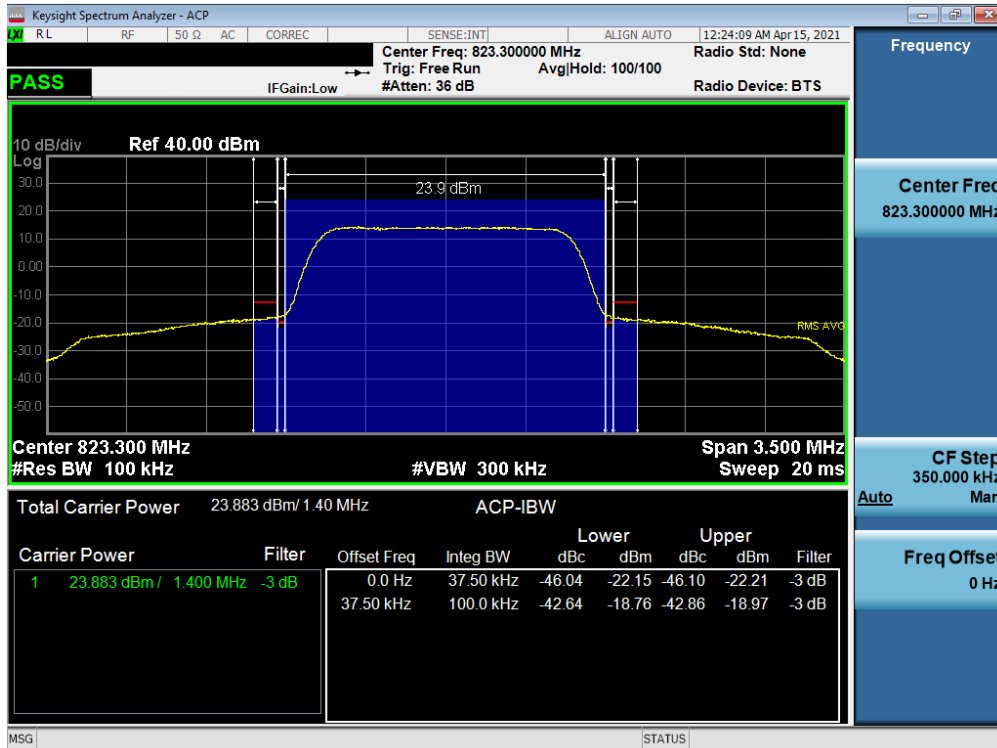 Keysight Spectrum Analyzer - ACP
LXI RL RF 50 Ω AC CORREC SENSE:INT ALIGN AUTO 12:24:09 AM Apr 15, 2021
Center Freq: 823.300000 MHz Radio Std: None
Trig: Free Run Avg|Hold: 100/100
PASS IFGain:Low #Atten: 36 dB Radio Device: BTS
10 dB/div Ref 40.00 dBm
Log
30.0
23.9 dBm
20.0
10.0
0.00
-10.0
-20.0
RMS AVG
-30.0
-40.0
-50.0
Center 823.300 MHz Span 3.500 MHz
#Res BW 100 kHz #VBW 300 kHz Sweep 20 ms
Total Carrier Power 23.883 dBm/ 1.40 MHz ACP-IBW
Lower Upper
Carrier Power Filter Offset Freq Integ BW dBc dBm dBc dBm Filter
1 23.883 dBm / 1.400 MHz -3 dB 0.0 Hz 37.50 kHz -46.04 -22.15 -46.10 -22.21 -3 dB
37.50 kHz 100.0 kHz -42.64 -18.76 -42.86 -18.97 -3 dB
MSG STATUS
Frequency
Center Freq
823.300000 MHz
CF Step
350.000 kHz
Auto Man
Freq Offset
0 Hz